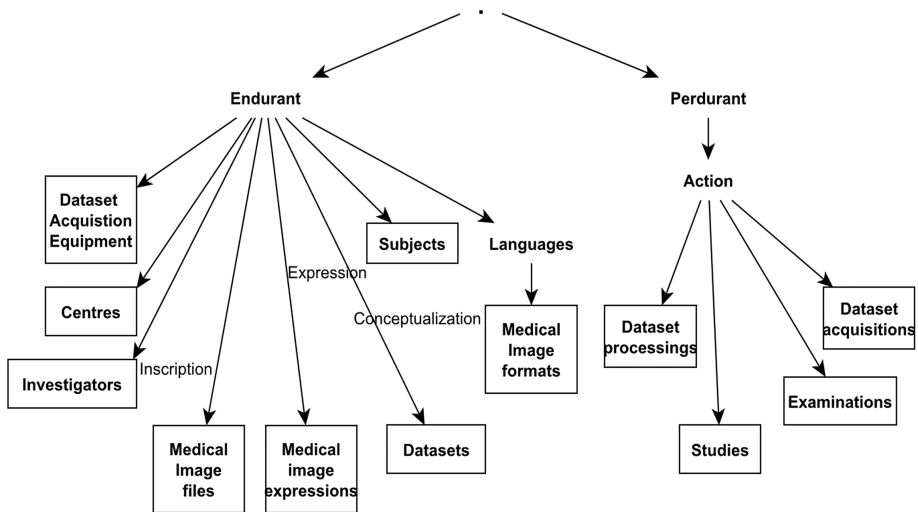 Endurant
Perdurant
Action
Dataset
Acquistion
Equipment
Subjects
Languages
Expression
Centres
Conceptualization
Medical
Image
formats
Dataset
processings
Dataset
acquisitions
Investigators
Inscription
Examinations
Medical
Image
files
Medical
image
expressions
Datasets
Studies